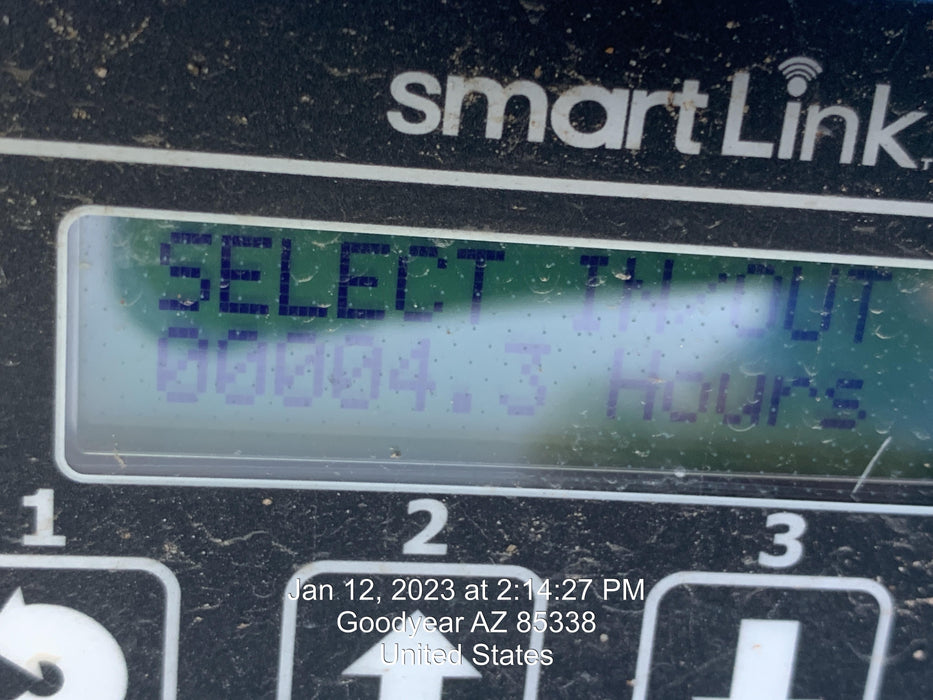 smartLink
SELECT IN/OUT
00004.3 Hours
1 2 3
Jan 12, 2023 at 2:14:27 PM
Goodyear AZ 85338
United States